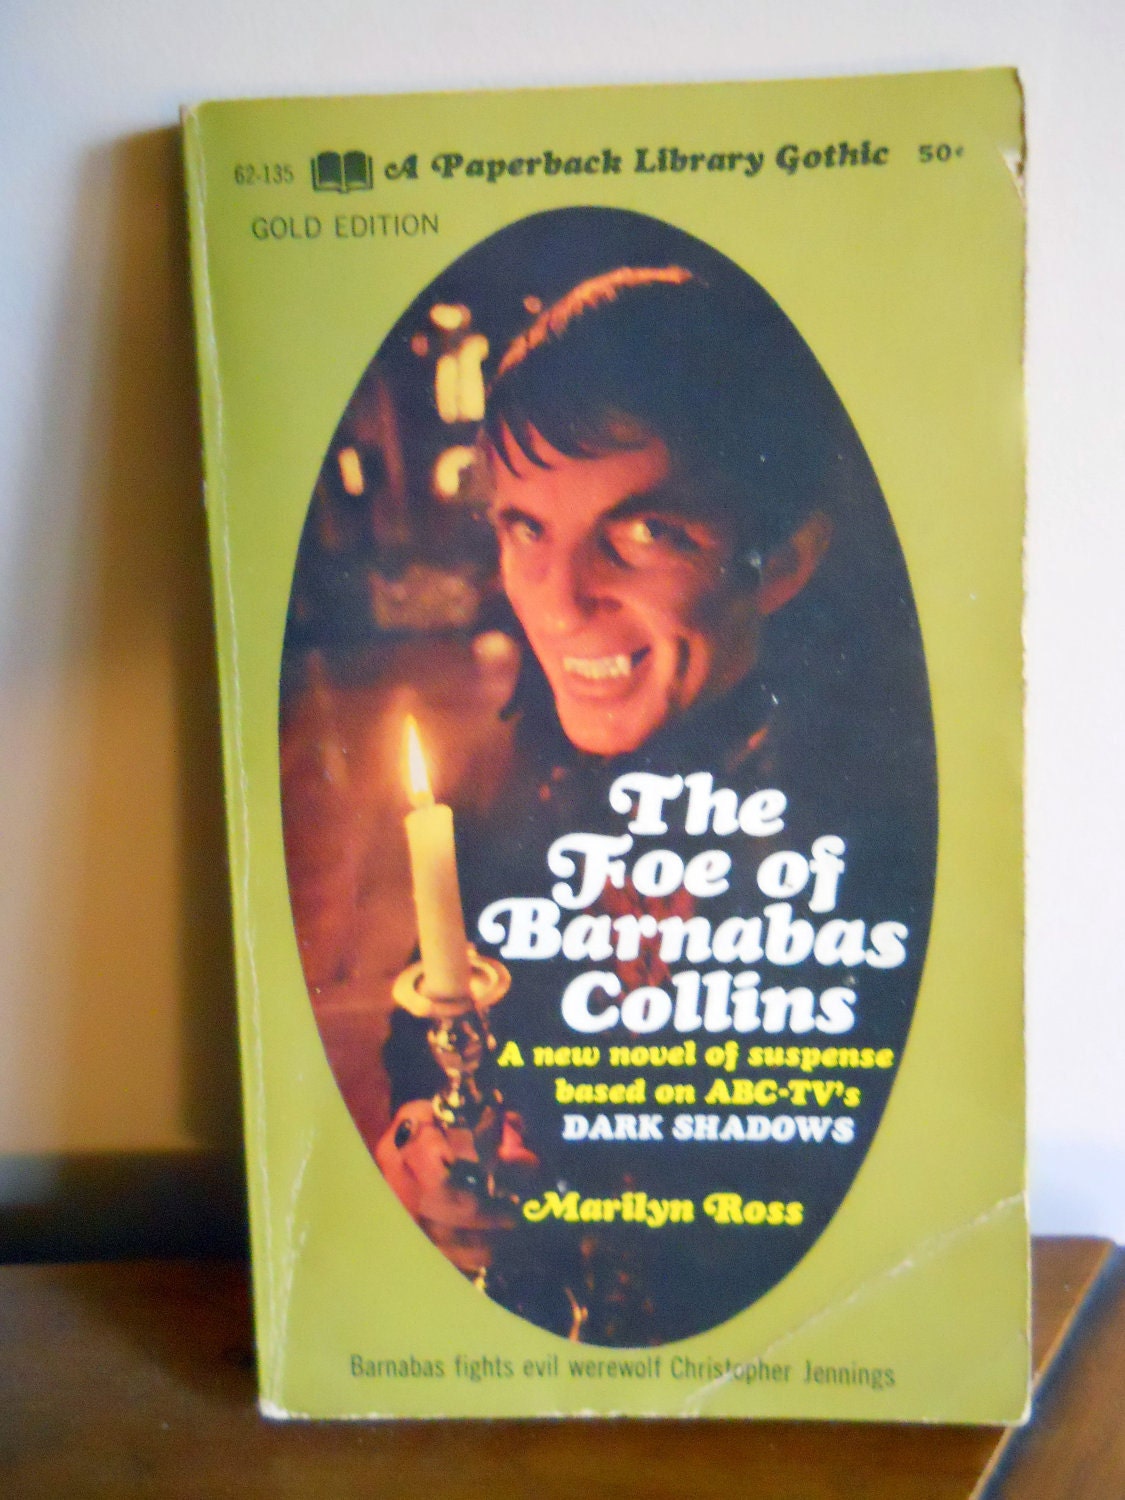 62-135 A Paperback Library Gothic 50¢
GOLD EDITION
The
Foe of
Barnabas
Collins
A new novel of suspense
based on ABC-TV's
DARK SHADOWS
Marilyn Ross
Barnabas fights evil werewolf Christopher Jennings